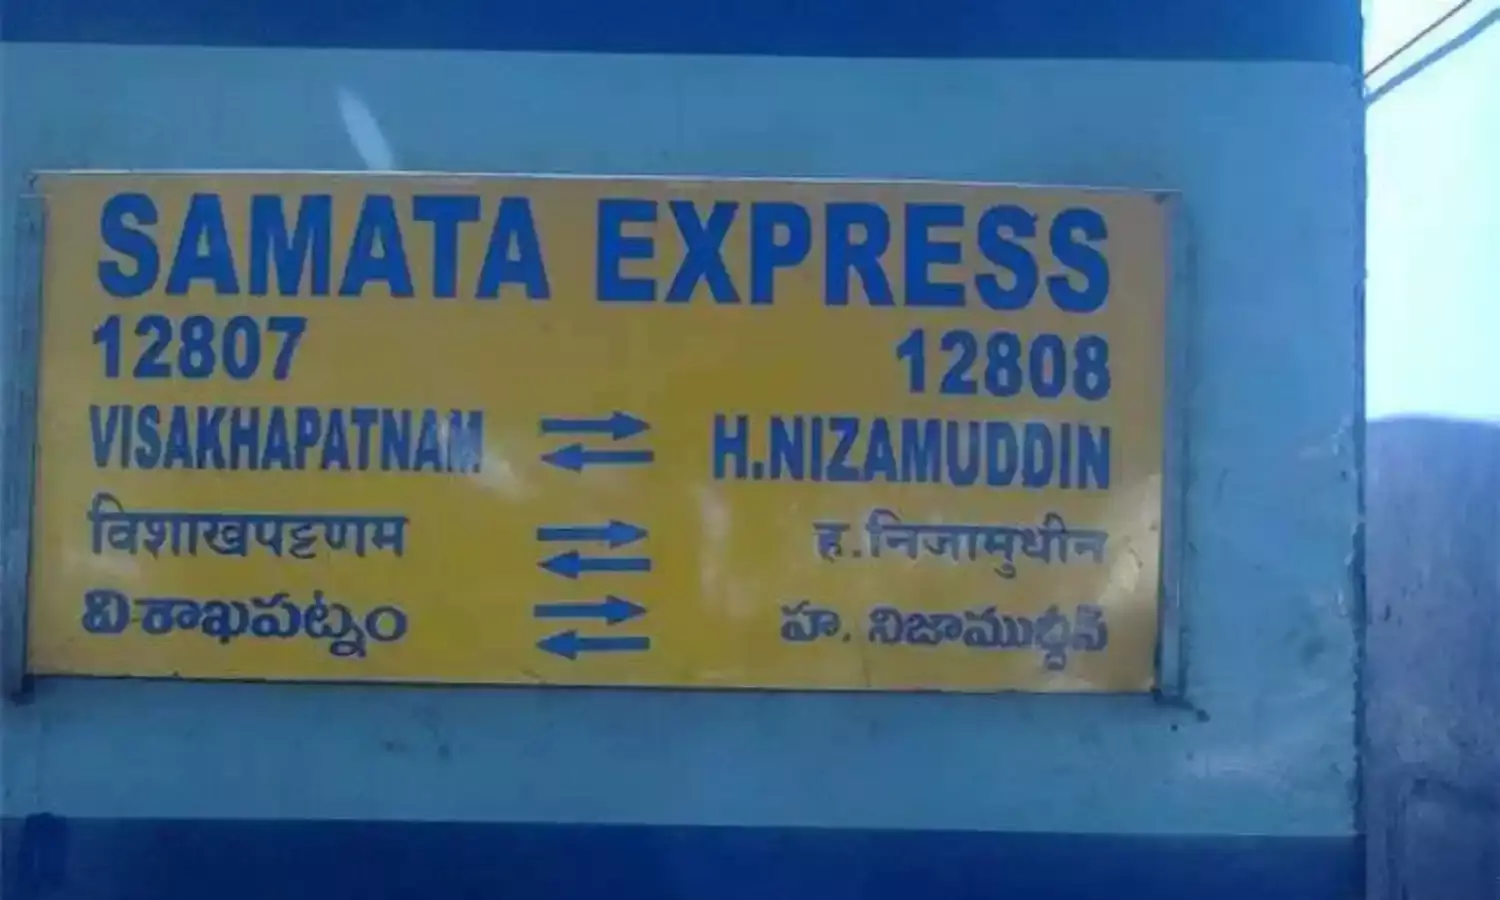 SAMATA EXPRESS
12807 12808
VISAKHAPATNAM H.NIZAMUDDIN
विशाखपट्टणम ह.निजामुधीन
విశాఖపట్నం హ. నిజాముద్దీన్